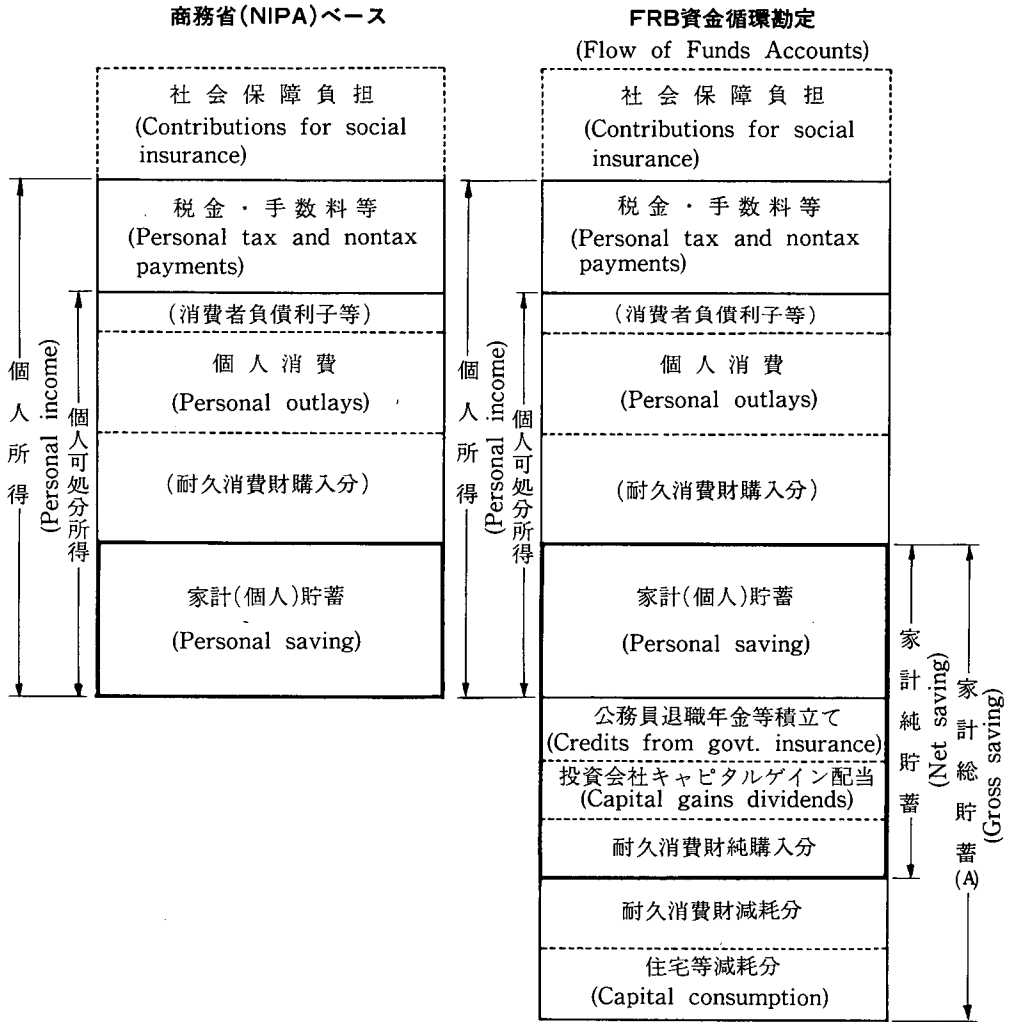 商務省(NIPA)ベース
社会保障負担
(Contributions for social
insurance)
税金・手数料等
(Personal tax and nontax
payments)
(消費者負債利子等)
個人消費
(Personal outlays)
(耐久消費財購入分)
家計(個人)貯蓄
(Personal saving)
個人所得
(Personal income)
個人可処分所得
FRB資金循環勘定
(Flow of Funds Accounts)
社会保障負担
(Contributions for social
insurance)
税金・手数料等
(Personal tax and nontax
payments)
(消費者負債利子等)
個人消費
(Personal outlays)
(耐久消費財購入分)
家計(個人)貯蓄
(Personal saving)
公務員退職年金等積立て
(Credits from govt. insurance)
投資会社キャピタルゲイン配当
(Capital gains dividends)
耐久消費財純購入分
耐久消費財減耗分
住宅等減耗分
(Capital consumption)
個人所得
(Personal income)
個人可処分所得
家計純貯蓄
(Net saving)
家計総貯蓄(A)
(Gross saving)